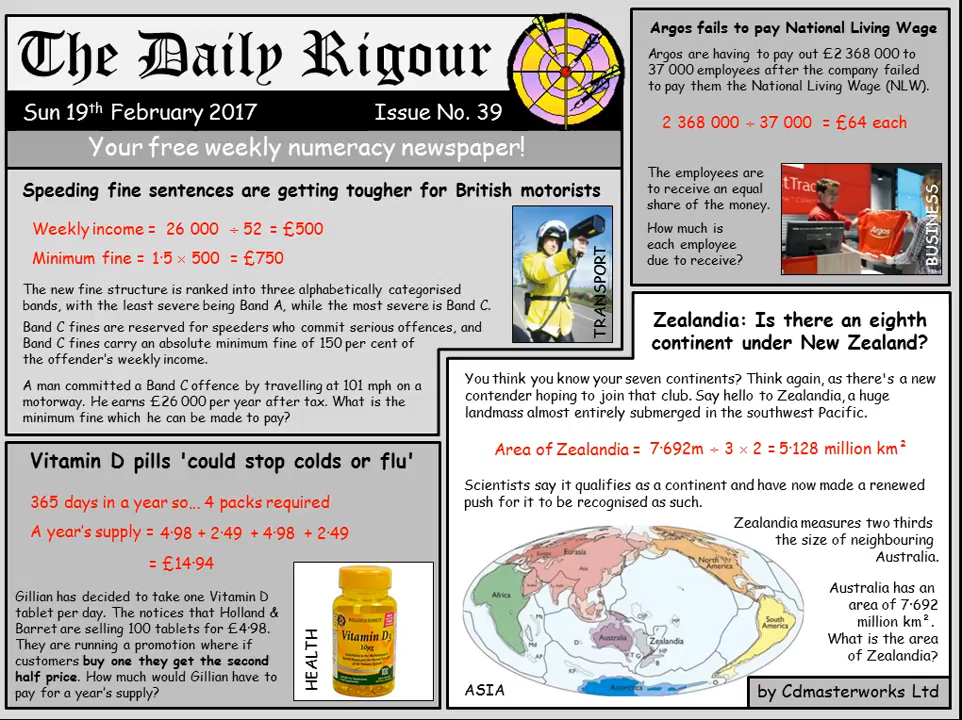 The Daily Rigour
Sun 19th February 2017 Issue No. 39
Your free weekly numeracy newspaper!
Speeding fine sentences are getting tougher for British motorists
Weekly income = 26 000 ÷ 52 = £500
Minimum fine = 1·5 × 500 = £750
The new fine structure is ranked into three alphabetically categorised
bands, with the least severe being Band A, while the most severe is Band C.
Band C fines are reserved for speeders who commit serious offences, and
Band C fines carry an absolute minimum fine of 150 per cent of
the offender's weekly income.
A man committed a Band C offence by travelling at 101 mph on a
motorway. He earns £26 000 per year after tax. What is the
minimum fine which he can be made to pay?
TRANSPORT
Vitamin D pills 'could stop colds or flu'
365 days in a year so... 4 packs required
A year's supply = 4·98 + 2·49 + 4·98 + 2·49
= £14·94
Gillian has decided to take one Vitamin D
tablet per day. The notices that Holland &
Barret are selling 100 tablets for £4·98.
They are running a promotion where if
customers buy one they get the second
half price. How much would Gillian have to
pay for a year's supply?
HEALTH
Vitamin D3
10µg
Argos fails to pay National Living Wage
Argos are having to pay out £2 368 000 to
37 000 employees after the company failed
to pay them the National Living Wage (NLW).
2 368 000 ÷ 37 000 = £64 each
The employees are
to receive an equal
share of the money.
How much is
each employee
due to receive?
Argos
BUSINESS
Zealandia: Is there an eighth
continent under New Zealand?
You think you know your seven continents? Think again, as there's a new
contender hoping to join that club. Say hello to Zealandia, a huge
landmass almost entirely submerged in the southwest Pacific.
Area of Zealandia = 7·692m ÷ 3 × 2 = 5·128 million km²
Scientists say it qualifies as a continent and have now made a renewed
push for it to be recognised as such.
Zealandia measures two thirds
the size of neighbouring
Australia.
Australia has an
area of 7·692
million km².
What is the area
of Zealandia?
Eurasia
North
America
Africa
South
America
Australia
Zealandia
Antarctica
ASIA
by Cdmasterworks Ltd